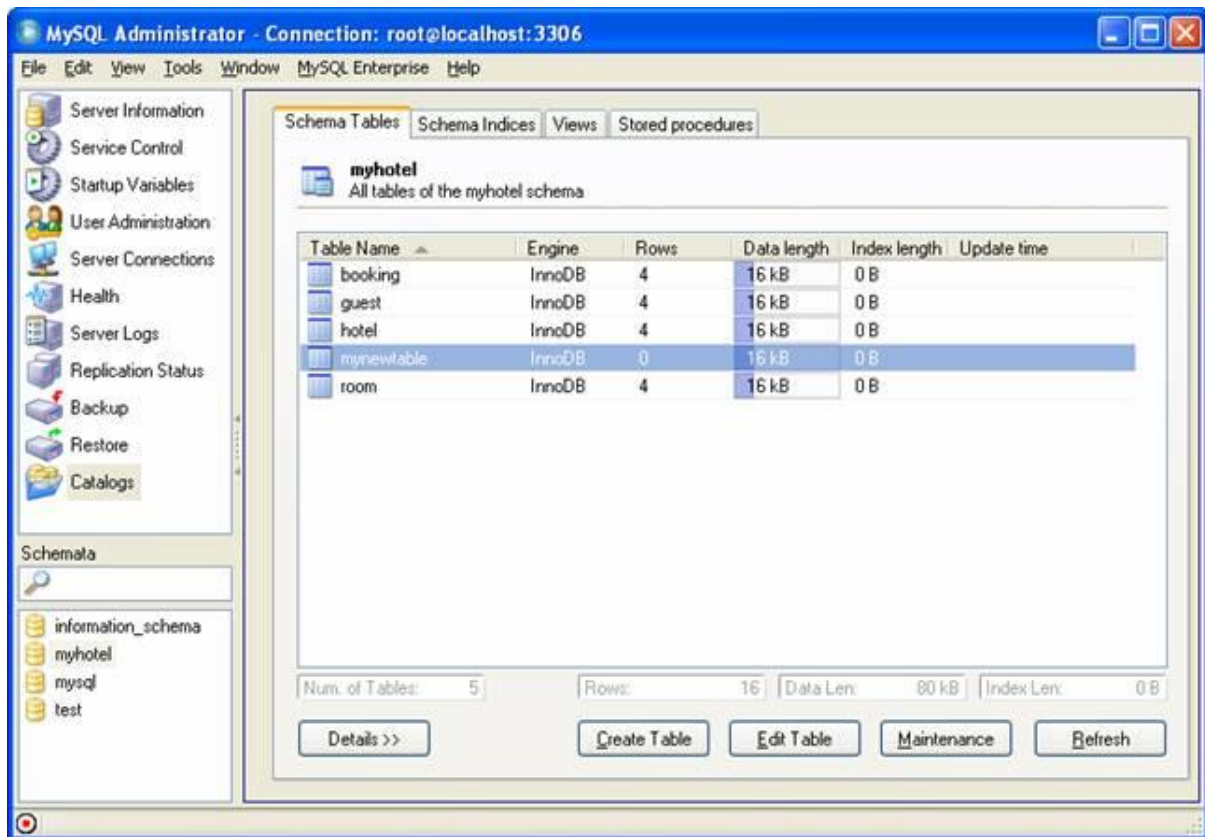 MySQL Administrator - Connection: root@localhost:3306
File Edit View Tools Window MySQL Enterprise Help
Server Information
Service Control
Startup Variables
User Administration
Server Connections
Health
Server Logs
Replication Status
Backup
Restore
Catalogs
Schemata
information_schema
myhotel
mysql
test
Schema Tables Schema Indices Views Stored procedures
myhotel
All tables of the myhotel schema
Table Name Engine Rows Data length Index length Update time
booking InnoDB 4 16 kB 0 B
guest InnoDB 4 16 kB 0 B
hotel InnoDB 4 16 kB 0 B
mynewtable InnoDB 0 16 kB 0 B
room InnoDB 4 16 kB 0 B
Num. of Tables: 5 Rows: 16 Data Len: 80 kB Index Len: 0 B
Details >> Create Table Edit Table Maintenance Refresh